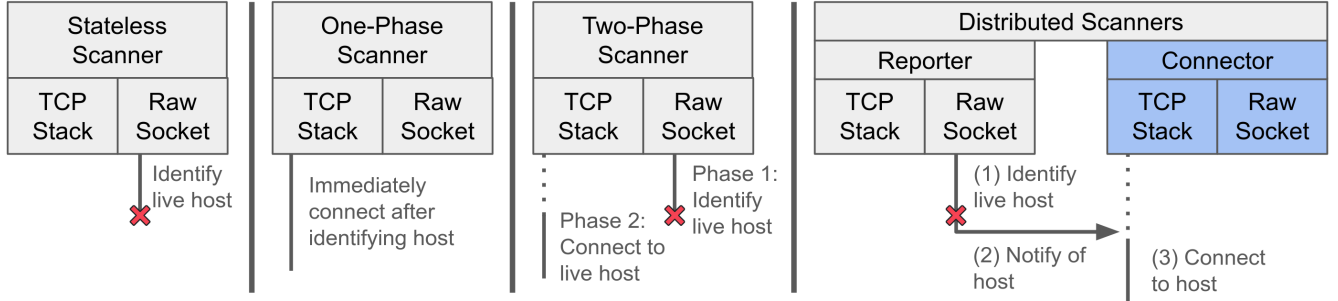 Stateless
Scanner
TCP
Stack
Raw
Socket
Identify
live host
One-Phase
Scanner
TCP
Stack
Raw
Socket
Immediately
connect after
identifying host
Two-Phase
Scanner
TCP
Stack
Raw
Socket
Phase 1:
Identify
live host
Phase 2:
Connect to
live host
Distributed Scanners
Reporter
TCP
Stack
Raw
Socket
Connector
TCP
Stack
Raw
Socket
(1) Identify
live host
(2) Notify of
host
(3) Connect
to host